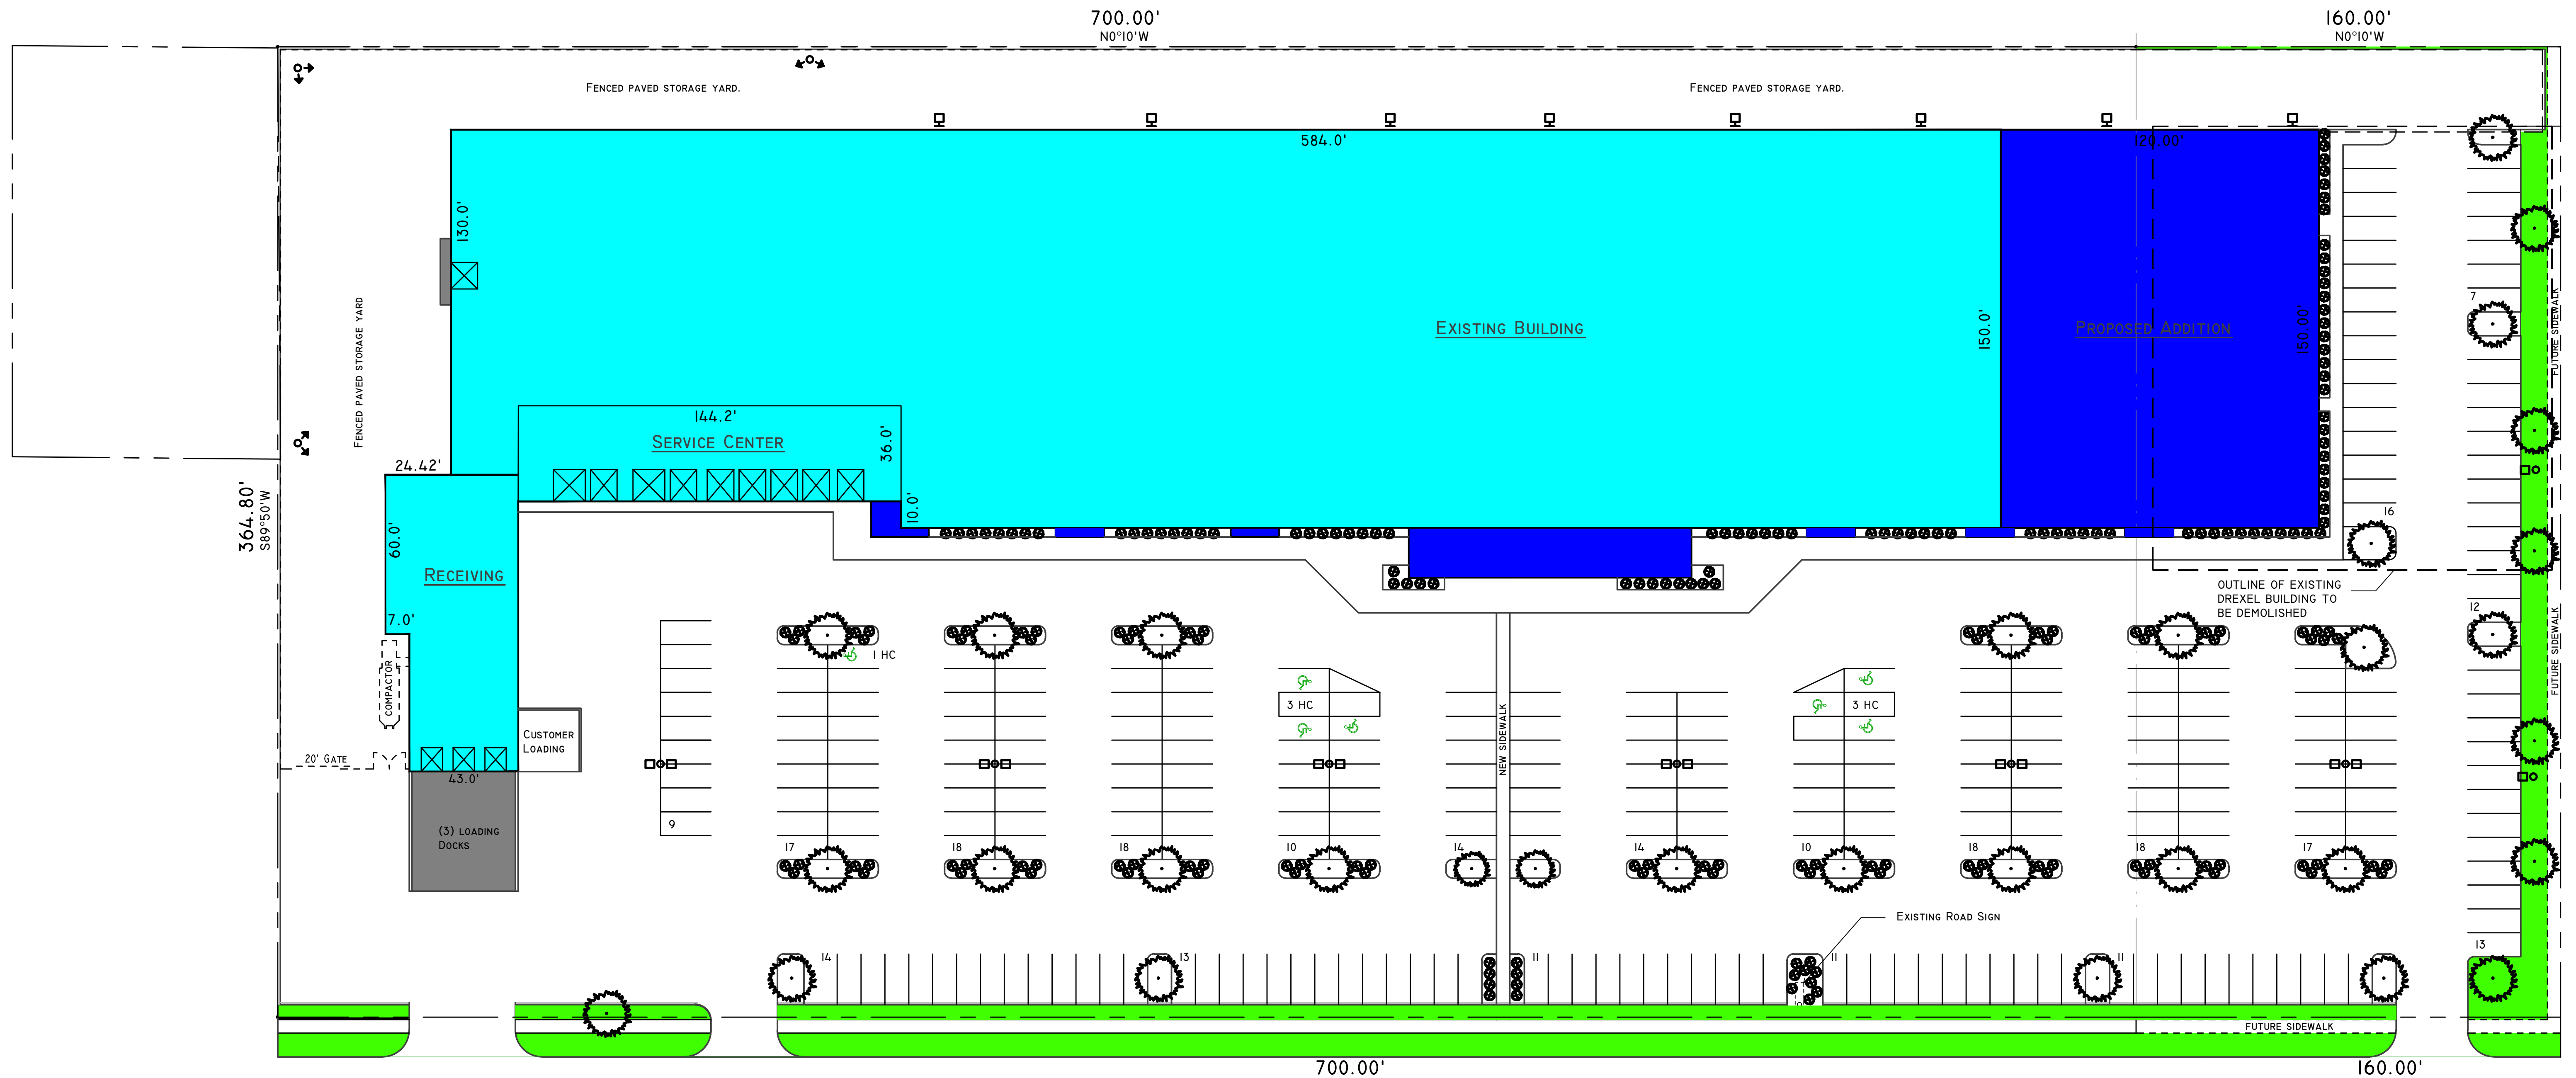 700.00'
N0°10'W
160.00'
N0°10'W
Fenced paved storage yard.
Fenced paved storage yard.
584.0'
120.00'
130.0'
Fenced paved storage yard
Existing Building
150.0'
Proposed Addition
150.00'
7
Future Sidewalk
144.2'
Service Center
36.0'
10.0'
24.42'
364.80'
S89°50'W
60.0'
Receiving
7.0'
16
Outline of Existing
Drexel Building to
be Demolished
12
Future Sidewalk
Compactor
1 HC
3 HC
3 HC
New Sidewalk
Customer
Loading
20' Gate
43.0'
(3) Loading
Docks
9
17
18
18
10
14
14
10
18
18
17
Existing Road Sign
14
13
11
11
11
13
Future Sidewalk
700.00'
160.00'